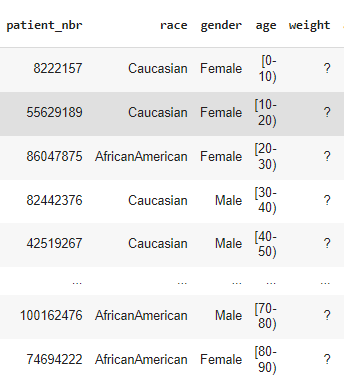 patient_nbr race gender age weight
8222157 Caucasian Female [0-
10) ?
55629189 Caucasian Female [10-
20) ?
86047875 AfricanAmerican Female [20-
30) ?
82442376 Caucasian Male [30-
40) ?
42519267 Caucasian Male [40-
50) ?
... ... ... ... ...
100162476 AfricanAmerican Male [70-
80) ?
74694222 AfricanAmerican Female [80-
90) ?